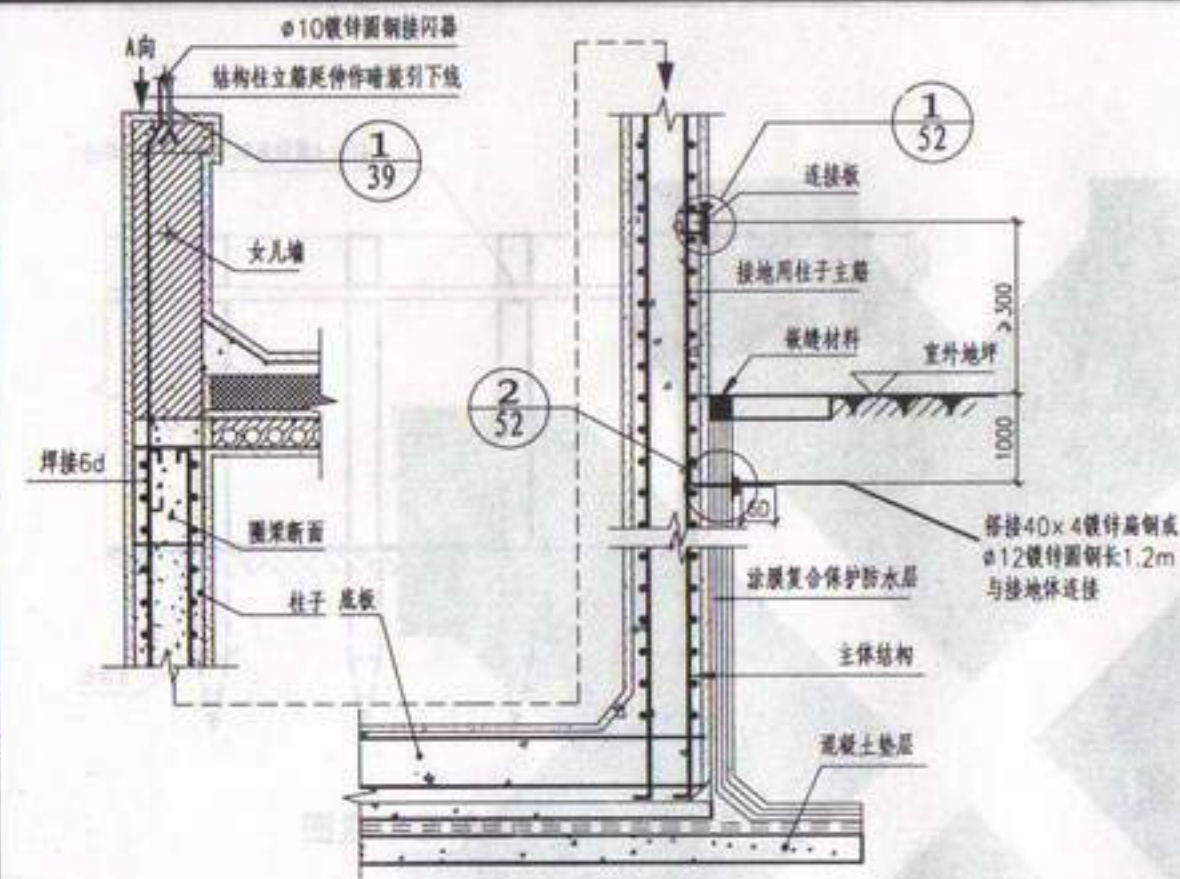 ø10镀锌圆钢接闪器
A向
结构柱立筋延伸作暗装引下线
1
39
女儿墙
焊接6d
圈梁断面
柱子
底板
1
52
连接板
接地用柱子主筋
≥300
嵌缝材料
室外地坪
2
52
1000
60
搭接40×4镀锌扁钢或
ø12镀锌圆钢长1.2m
与接地体连接
涂膜复合保护防水层
主体结构
混凝土垫层